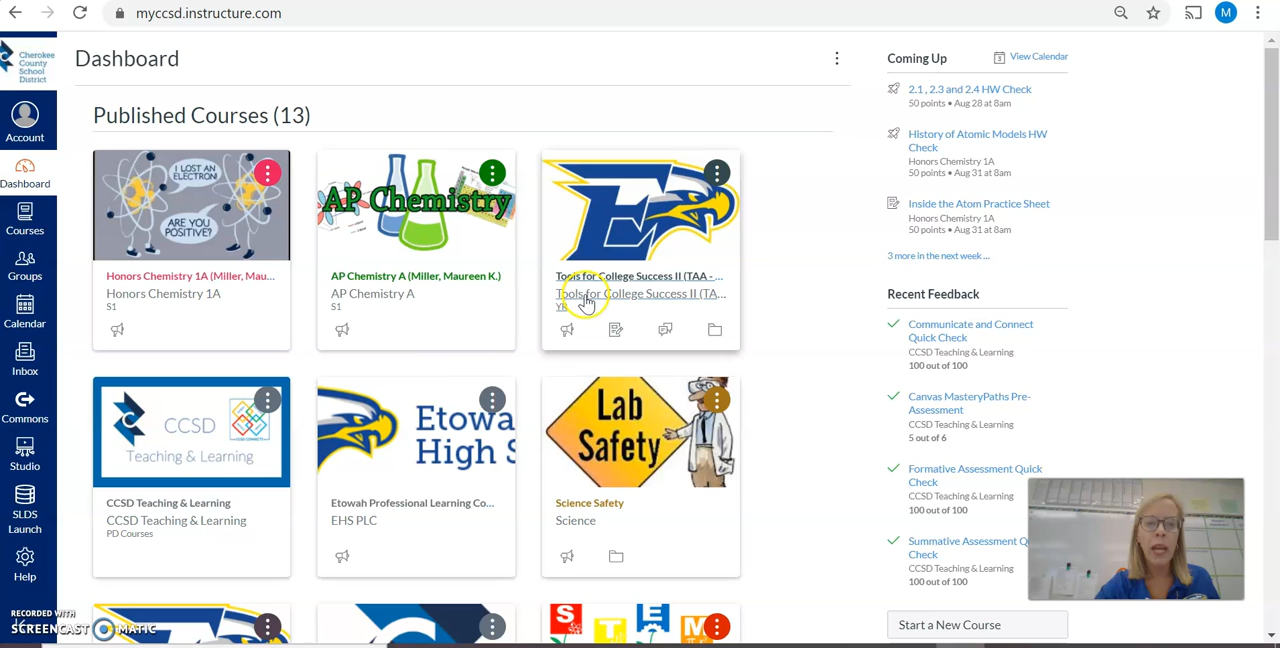 myccsd.instructure.com
M
Cherokee
County
School
District
Account
Dashboard
Courses
Groups
Calendar
Inbox
Commons
Studio
SLDS
Launch
Help
RECORDED WITH
SCREENCAST MATIC
Dashboard
Published Courses (13)
I LOST AN
ELECTRON
ARE YOU
POSITIVE?
Honors Chemistry 1A (Miller, Mau...
Honors Chemistry 1A
S1
AP Chemistry
AP Chemistry A (Miller, Maureen K.)
AP Chemistry A
S1
E
Tools for College Success II (TAA - ...
Tools for College Success II (TA...
CCSD
Teaching & Learning
CCSD Teaching & Learning
CCSD Teaching & Learning
PD Courses
Etowa
High S
Etowah Professional Learning Co...
EHS PLC
Lab
Safety
Science Safety
Science
S T E M
Coming Up
View Calendar
2.1 , 2.3 and 2.4 HW Check
50 points • Aug 28 at 8am
History of Atomic Models HW
Check
Honors Chemistry 1A
50 points • Aug 31 at 8am
Inside the Atom Practice Sheet
Honors Chemistry 1A
50 points • Aug 31 at 8am
3 more in the next week ...
Recent Feedback
Communicate and Connect
Quick Check
CCSD Teaching & Learning
100 out of 100
Canvas MasteryPaths Pre-
Assessment
CCSD Teaching & Learning
5 out of 6
Formative Assessment Quick
Check
CCSD Teaching & Learning
100 out of 100
Summative Assessment Q
Check
CCSD Teaching & Learning
100 out of 100
Start a New Course